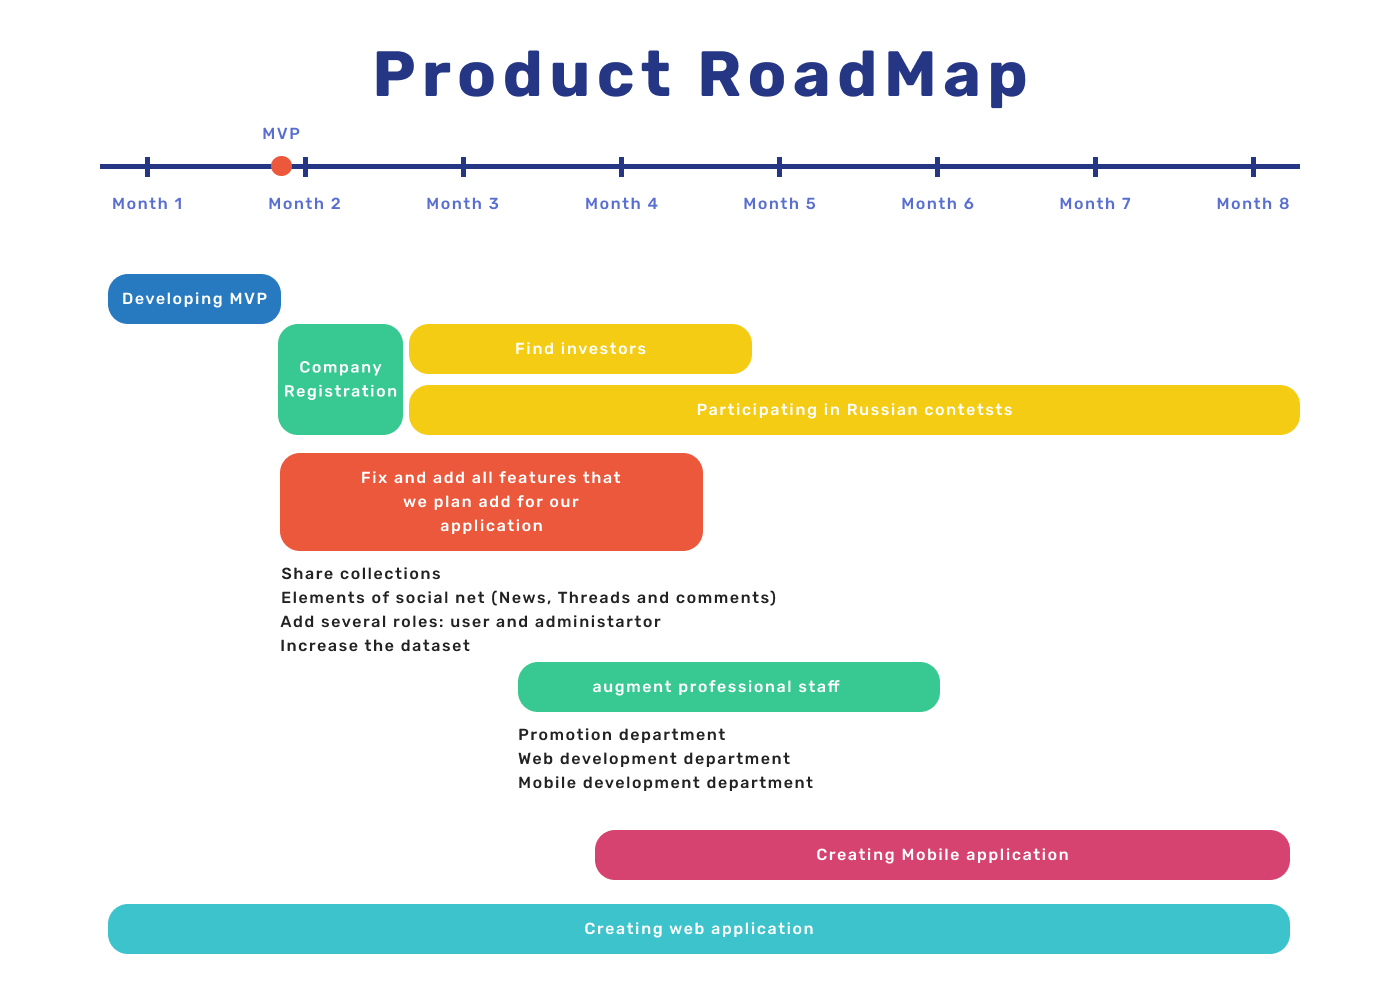 Product RoadMap
MVP
Month 1
Month 2
Month 3
Month 4
Month 5
Month 6
Month 7
Month 8
Developing MVP
Company
Registration
Find investors
Participating in Russian contetsts
Fix and add all features that
we plan add for our
application
Share collections
Elements of social net (News, Threads and comments)
Add several roles: user and administartor
Increase the dataset
augment professional staff
Promotion department
Web development department
Mobile development department
Creating Mobile application
Creating web application